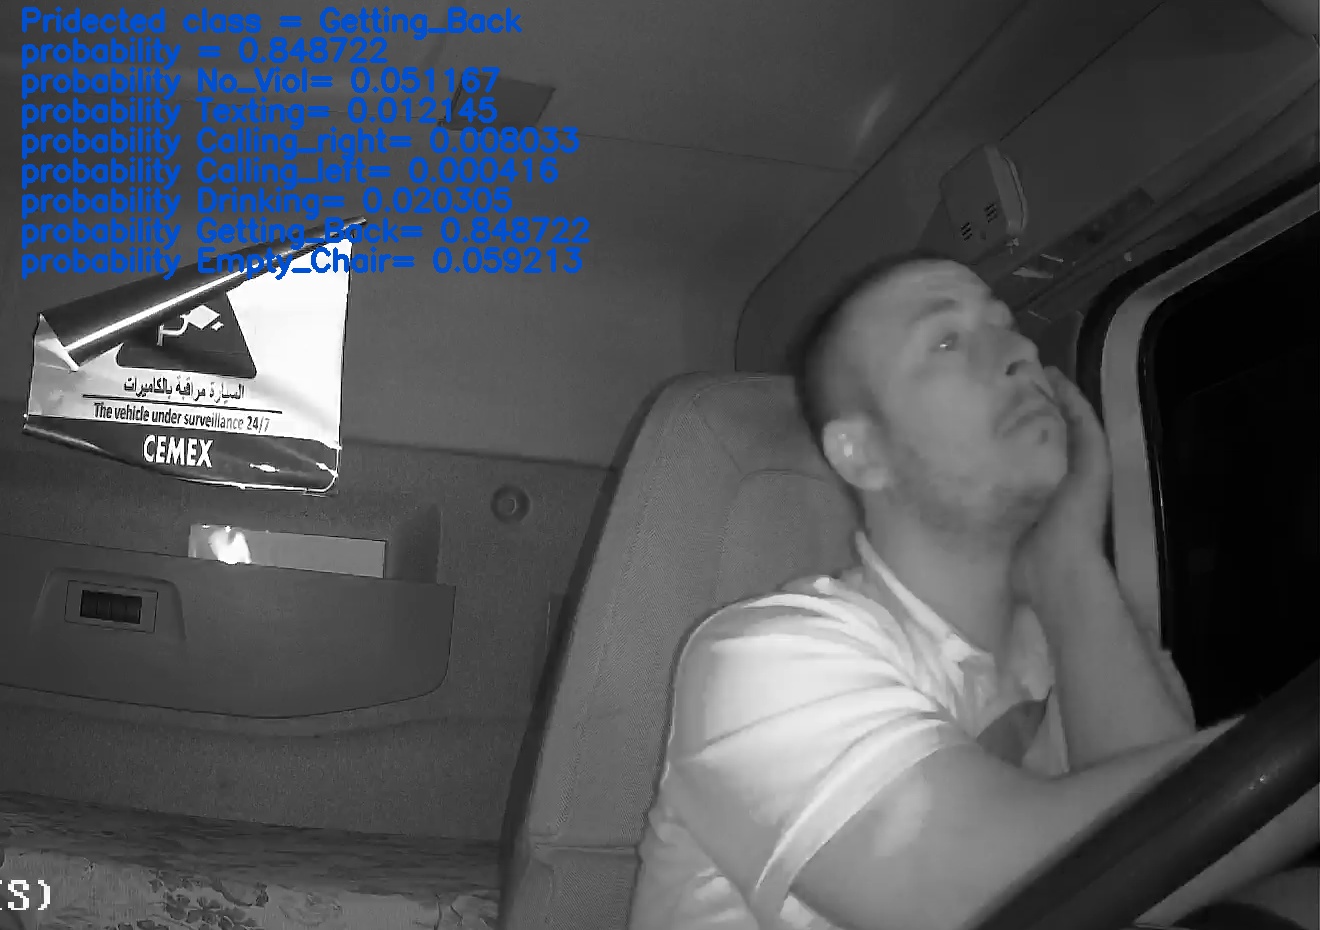 Pridected class = Getting_Back
probability = 0.848722
probability No_Viol= 0.051167
probability Texting= 0.012145
probability Calling_right= 0.008033
probability Calling_left= 0.000416
probability Drinking= 0.020305
probability Getting_Back= 0.848722
probability Empty_Chair= 0.059213
السيارة مراقبة بالكاميرات
The vehicle under surveillance 24/7
CEMEX
S)